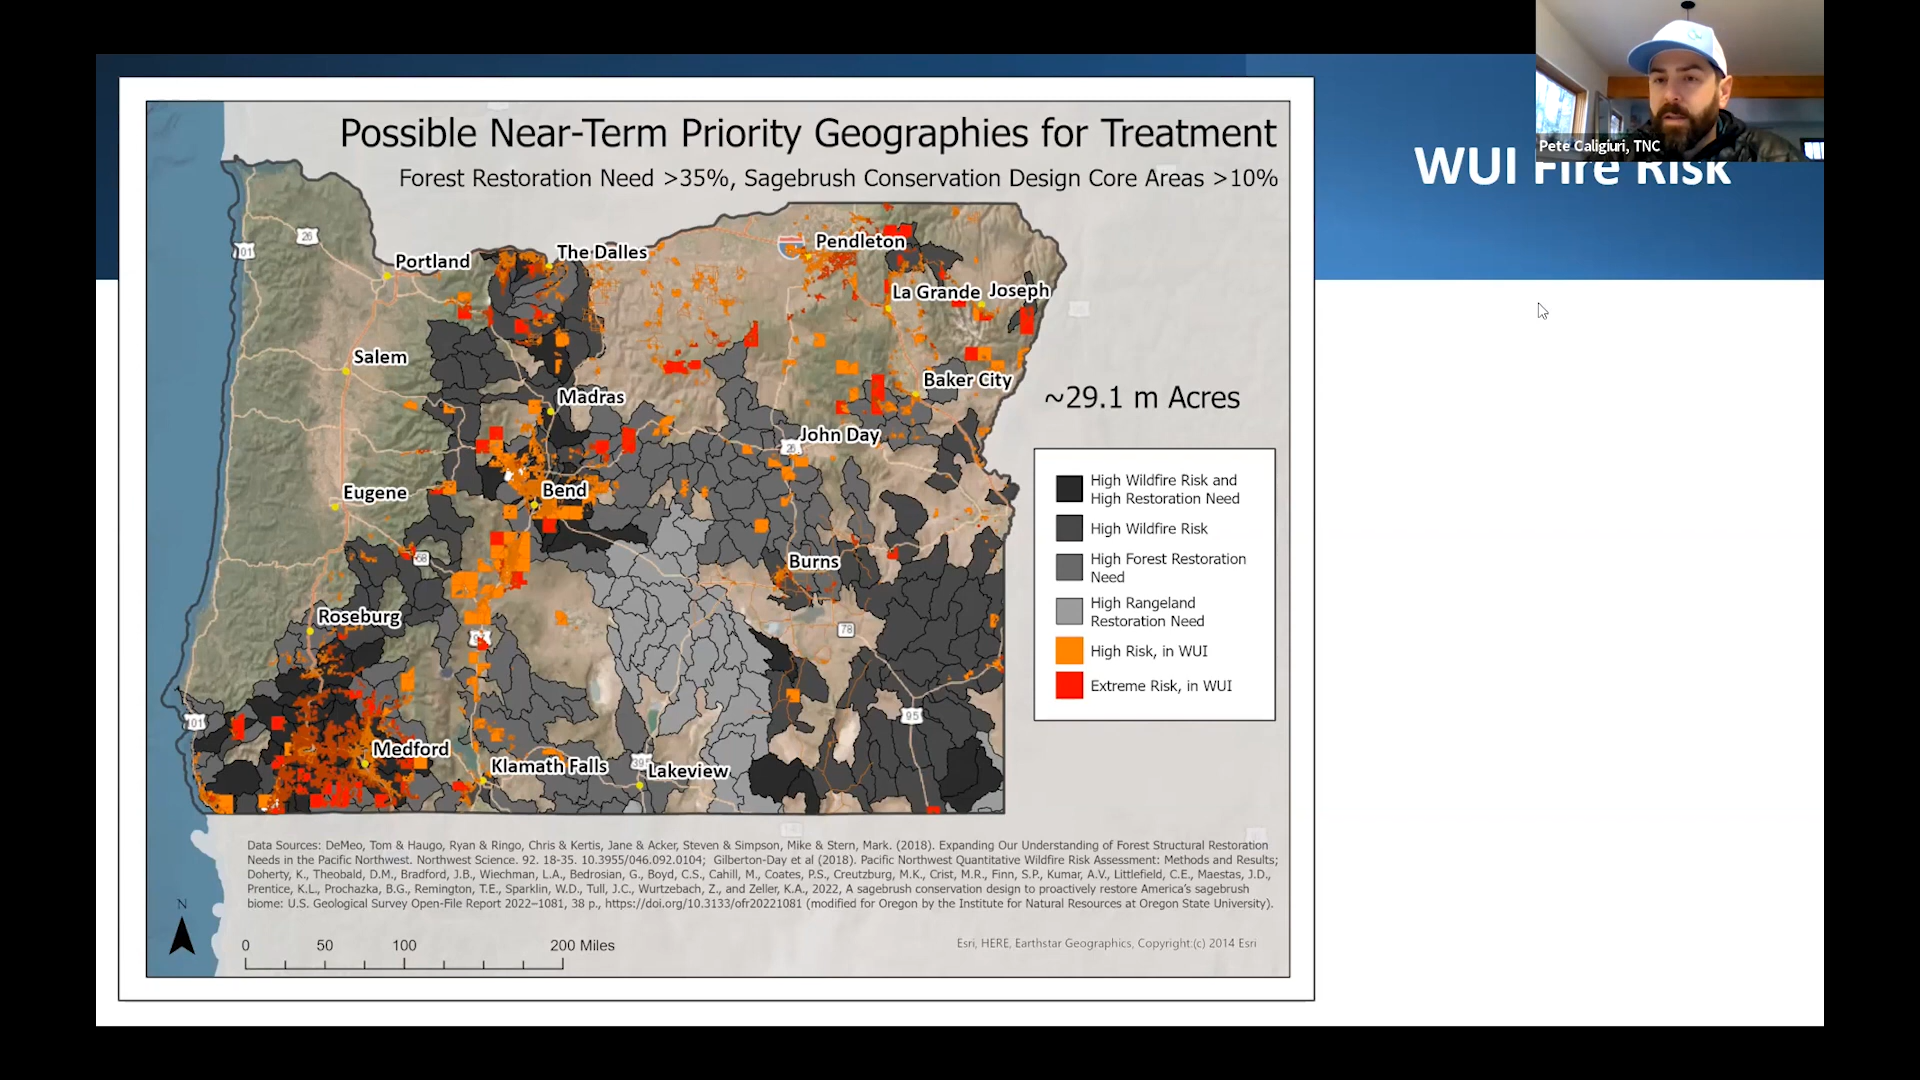 Pete Caligiuri, TNC
WUI Fire Risk
Possible Near-Term Priority Geographies for Treatment
Forest Restoration Need >35%, Sagebrush Conservation Design Core Areas >10%
26
101
Portland
The Dalles
Pendleton
La Grande
Joseph
Salem
Madras
Baker City
~29.1 m Acres
John Day
26
Eugene
Bend
58
Burns
Roseburg
97
78
101
95
Medford
Klamath Falls
395
Lakeview
High Wildfire Risk and
High Restoration Need
High Wildfire Risk
High Forest Restoration
Need
High Rangeland
Restoration Need
High Risk, in WUI
Extreme Risk, in WUI
Data Sources: DeMeo, Tom & Haugo, Ryan & Ringo, Chris & Kertis, Jane & Acker, Steven & Simpson, Mike & Stern, Mark. (2018). Expanding Our Understanding of Forest Structural Restoration
Needs in the Pacific Northwest. Northwest Science. 92. 18-35. 10.3955/046.092.0104; Gilberton-Day et al (2018). Pacific Northwest Quantitative Wildfire Risk Assessment: Methods and Results;
Doherty, K., Theobald, D.M., Bradford, J.B., Wiechman, L.A., Bedrosian, G., Boyd, C.S., Cahill, M., Coates, P.S., Creutzburg, M.K., Crist, M.R., Finn, S.P., Kumar, A.V., Littlefield, C.E., Maestas, J.D.,
Prentice, K.L., Prochazka, B.G., Remington, T.E., Sparklin, W.D., Tull, J.C., Wurtzebach, Z., and Zeller, K.A., 2022, A sagebrush conservation design to proactively restore America's sagebrush
biome: U.S. Geological Survey Open-File Report 2022–1081, 38 p., https://doi.org/10.3133/ofr20221081 (modified for Oregon by the Institute for Natural Resources at Oregon State University).
N
0 50 100 200 Miles
Esri, HERE, Earthstar Geographics, Copyright:(c) 2014 Esri